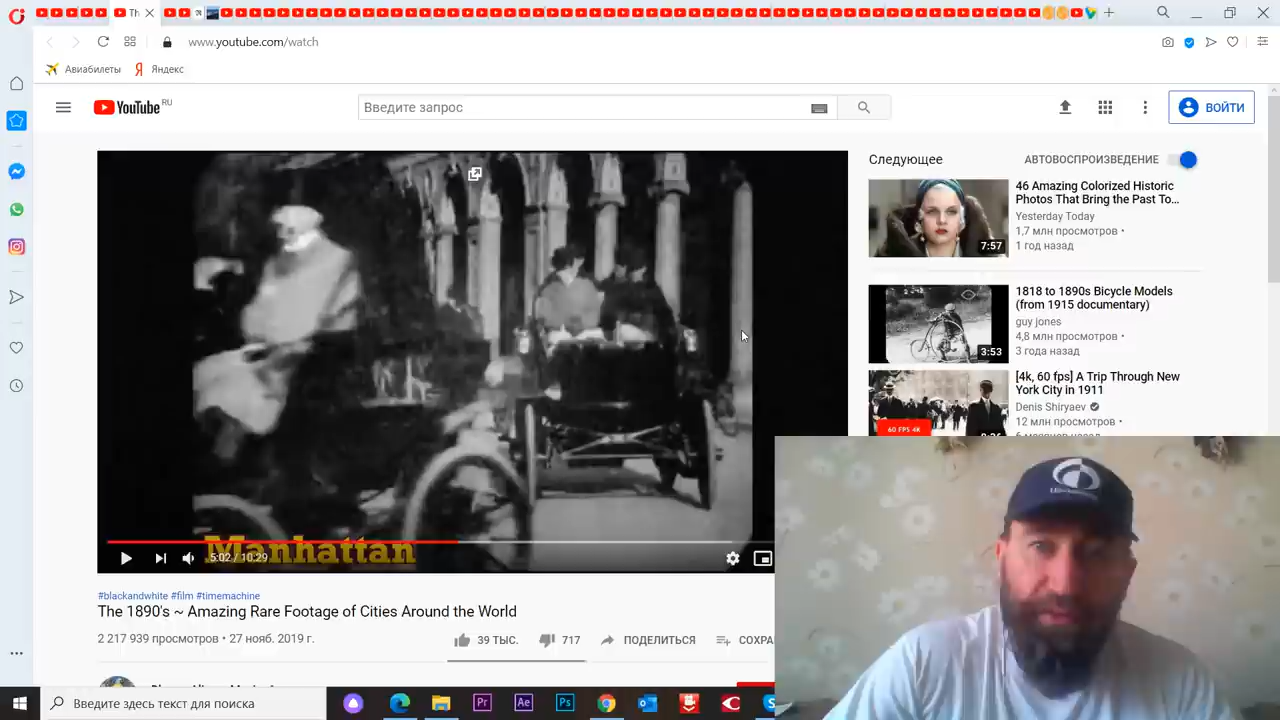 Th
www.youtube.com/watch
Авиабилеты
Я Яндекс
YouTube RU
Введите запрос
ВОЙТИ
Manhattan
5:02 / 10:29
#blackandwhite #film #timemachine
The 1890's ~ Amazing Rare Footage of Cities Around the World
2 217 939 просмотров • 27 нояб. 2019 г.
39 ТЫС.
717
ПОДЕЛИТЬСЯ
СОХРА
Следующее
АВТОВОСПРОИЗВЕДЕНИЕ
46 Amazing Colorized Historic
Photos That Bring the Past To...
Yesterday Today
1,7 млн просмотров •
1 год назад
7:57
1818 to 1890s Bicycle Models
(from 1915 documentary)
guy jones
4,8 млн просмотров •
3 года назад
3:53
[4k, 60 fps] A Trip Through New
York City in 1911
Denis Shiryaev
12 млн просмотров •
60 FPS 4K
Введите здесь текст для поиска
Pr
Ae
Ps